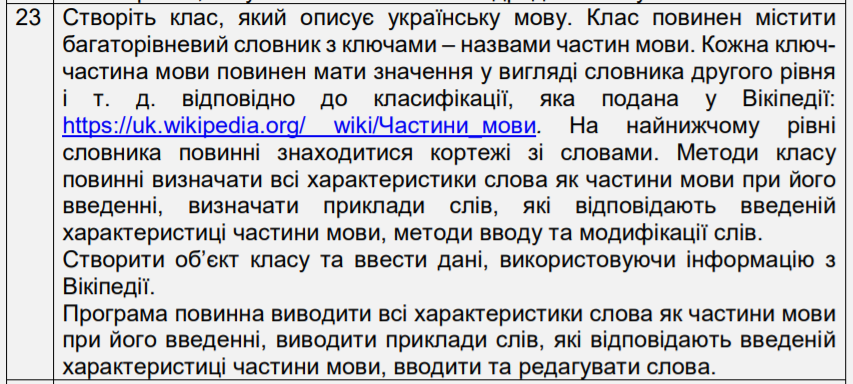 23 Створіть клас, який описує українську мову. Клас повинен містити
багаторівневий словник з ключами – назвами частин мови. Кожна ключ-
частина мови повинен мати значення у вигляді словника другого рівня
і т. д. відповідно до класифікації, яка подана у Вікіпедії:
https://uk.wikipedia.org/ wiki/Частини_мови. На найнижчому рівні
словника повинні знаходитися кортежі зі словами. Методи класу
повинні визначати всі характеристики слова як частини мови при його
введенні, визначати приклади слів, які відповідають введеній
характеристиці частини мови, методи вводу та модифікації слів.
Створити об’єкт класу та ввести дані, використовуючи інформацію з
Вікіпедії.
Програма повинна виводити всі характеристики слова як частини мови
при його введенні, виводити приклади слів, які відповідають введеній
характеристиці частини мови, вводити та редагувати слова.